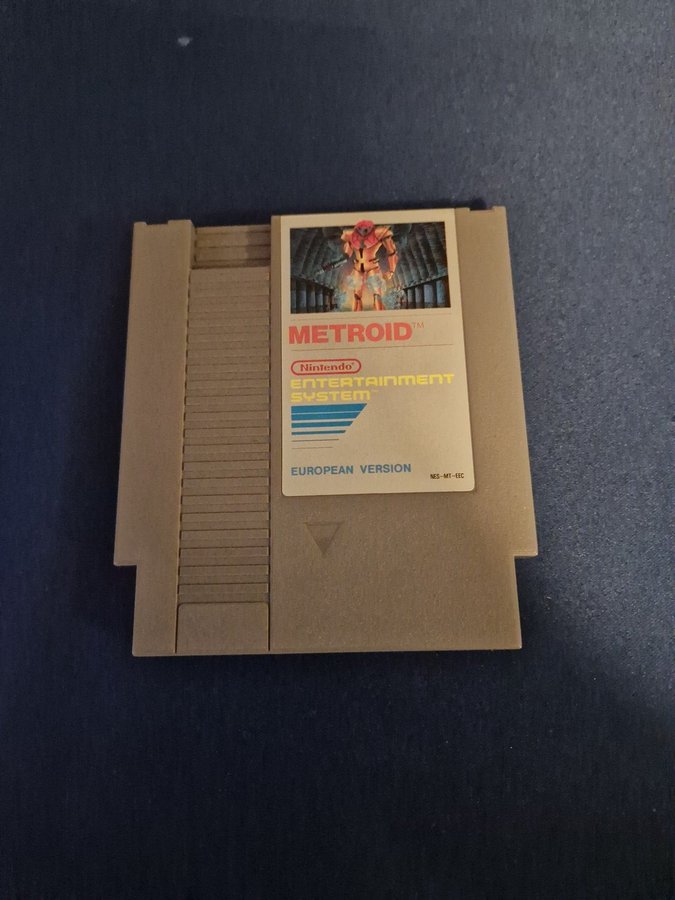 METROID™
Nintendo®
ENTERTAINMENT
SYSTEM™
EUROPEAN VERSION
NES-MT-EEC